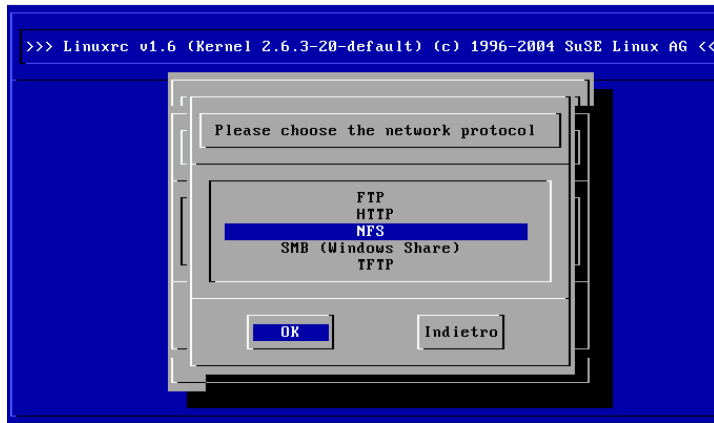 >>> Linuxrc v1.6 (Kernel 2.6.3-20-default) (c) 1996-2004 SuSE Linux AG <<
Please choose the network protocol
FTP
HTTP
NFS
SMB (Windows Share)
TFTP
OK Indietro